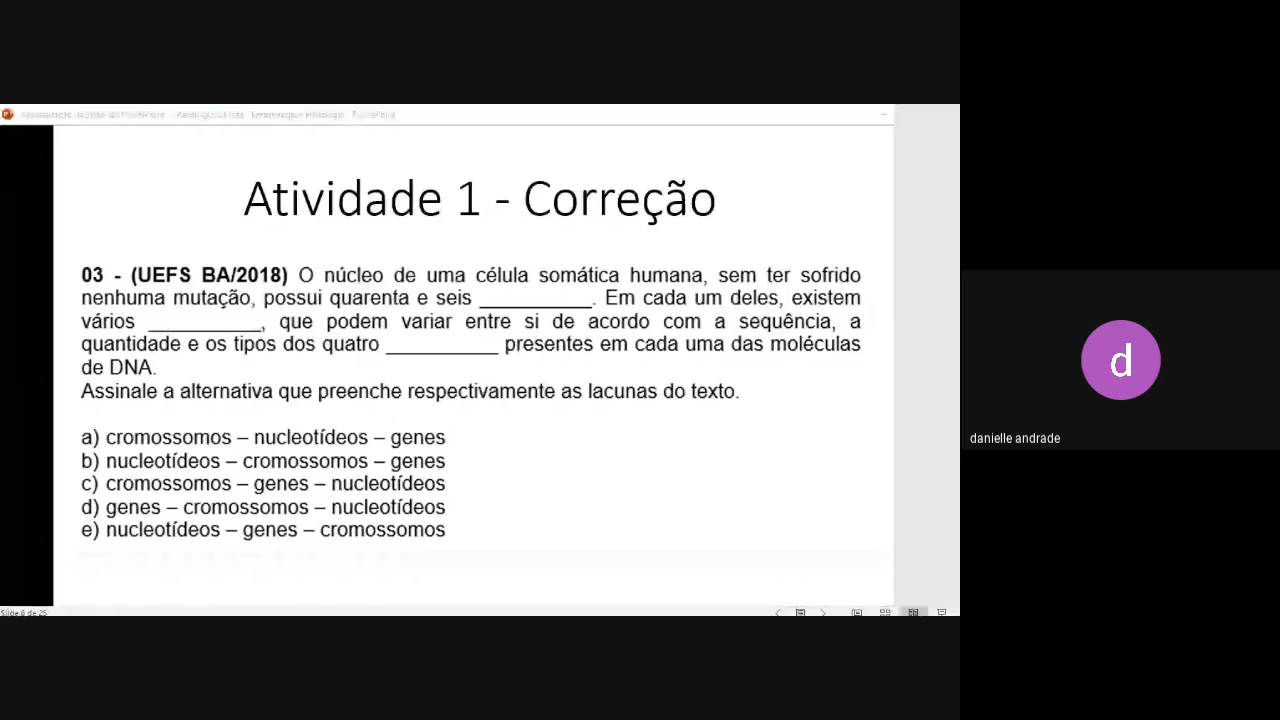 Atividade 1 - Correção
03 - (UEFS BA/2018) O núcleo de uma célula somática humana, sem ter sofrido
nenhuma mutação, possui quarenta e seis __________. Em cada um deles, existem
vários __________, que podem variar entre si de acordo com a sequência, a
quantidade e os tipos dos quatro __________ presentes em cada uma das moléculas
de DNA.
Assinale a alternativa que preenche respectivamente as lacunas do texto.
a) cromossomos – nucleotídeos – genes
b) nucleotídeos – cromossomos – genes
c) cromossomos – genes – nucleotídeos
d) genes – cromossomos – nucleotídeos
e) nucleotídeos – genes – cromossomos
Slide 6 de 25
d
danielle andrade